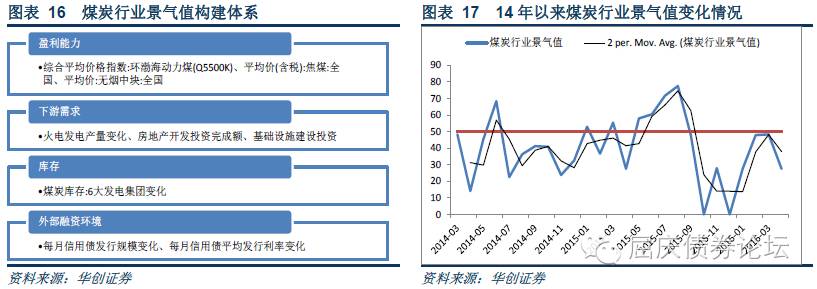 图表 16 煤炭行业景气值构建体系
盈利能力
•综合平均价格指数:环渤海动力煤(Q5500K)、平均价(含税):焦煤:全
国、平均价:无烟中块:全国
下游需求
•火电发电产量变化、房地产开发投资完成额、基础设施建设投资
库存
•煤炭库存:6大发电集团变化
外部融资环境
•每月信用债发行规模变化、每月信用债平均发行利率变化
资料来源：华创证券
图表 17 14 年以来煤炭行业景气值变化情况
煤炭行业景气值
2 per. Mov. Avg. (煤炭行业景气值)
90
80
70
60
50
40
30
20
10
0
2014-03
2014-05
2014-07
2014-09
2014-11
2015-01
2015-03
2015-05
2015-07
2015-09
2015-11
2016-01
2016-03
屈庆债券论坛
资料来源：华创证券